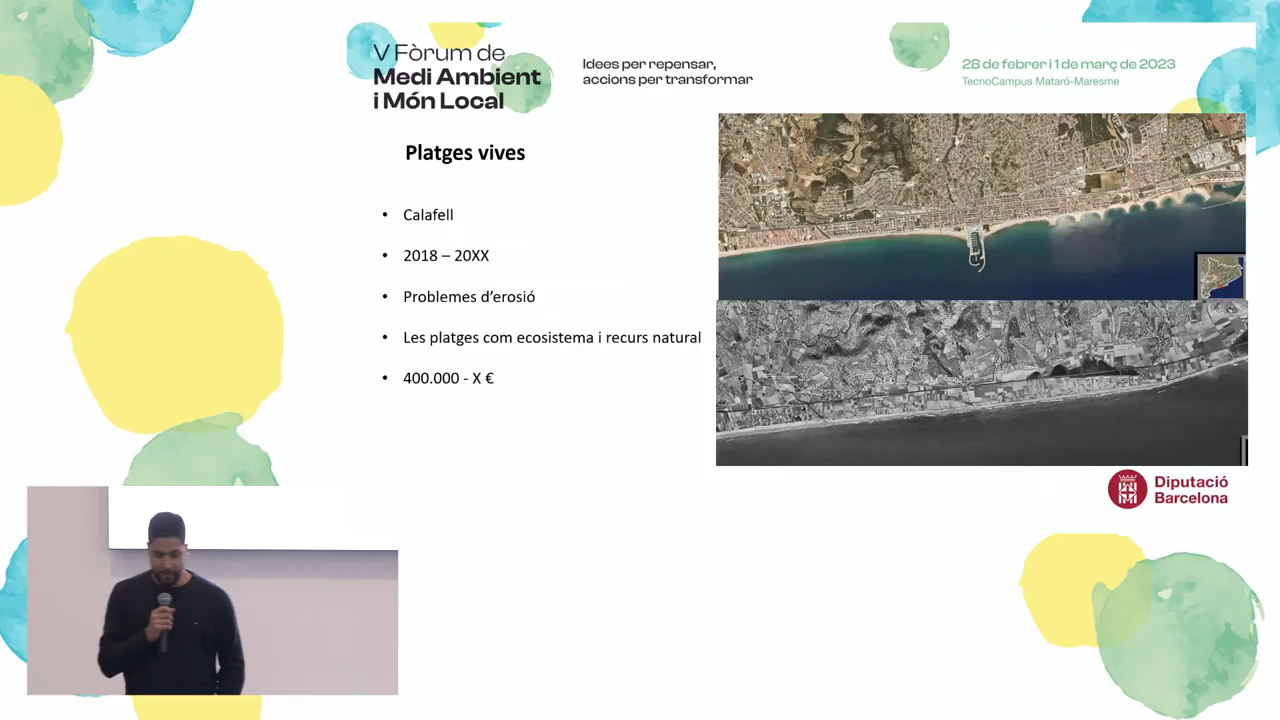 V Fòrum de
Medi Ambient
i Món Local
Idees per repensar,
accions per transformar
28 de febrer i 1 de març de 2023
TecnoCampus Mataró-Maresme
Platges vives
• Calafell
• 2018 – 20XX
• Problemes d’erosió
• Les platges com ecosistema i recurs natural
• 400.000 - X €
Diputació
Barcelona